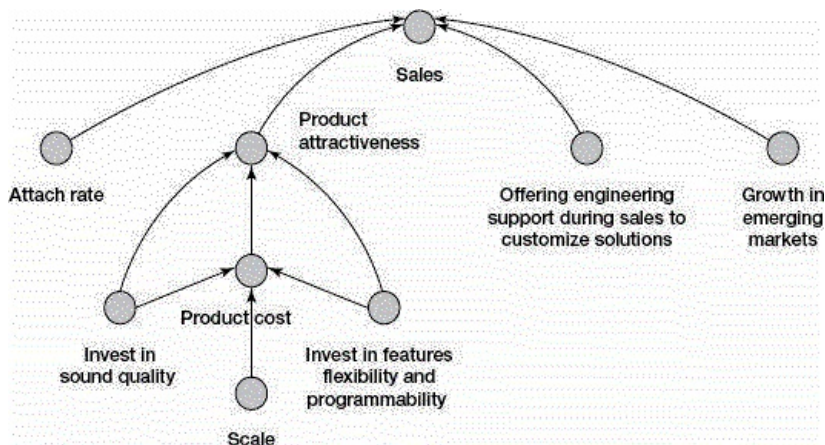 Sales
Product
attractiveness
Attach rate
Offering engineering
support during sales to
customize solutions
Growth in
emerging
markets
Product cost
Invest in
sound quality
Invest in features
flexibility and
programmability
Scale